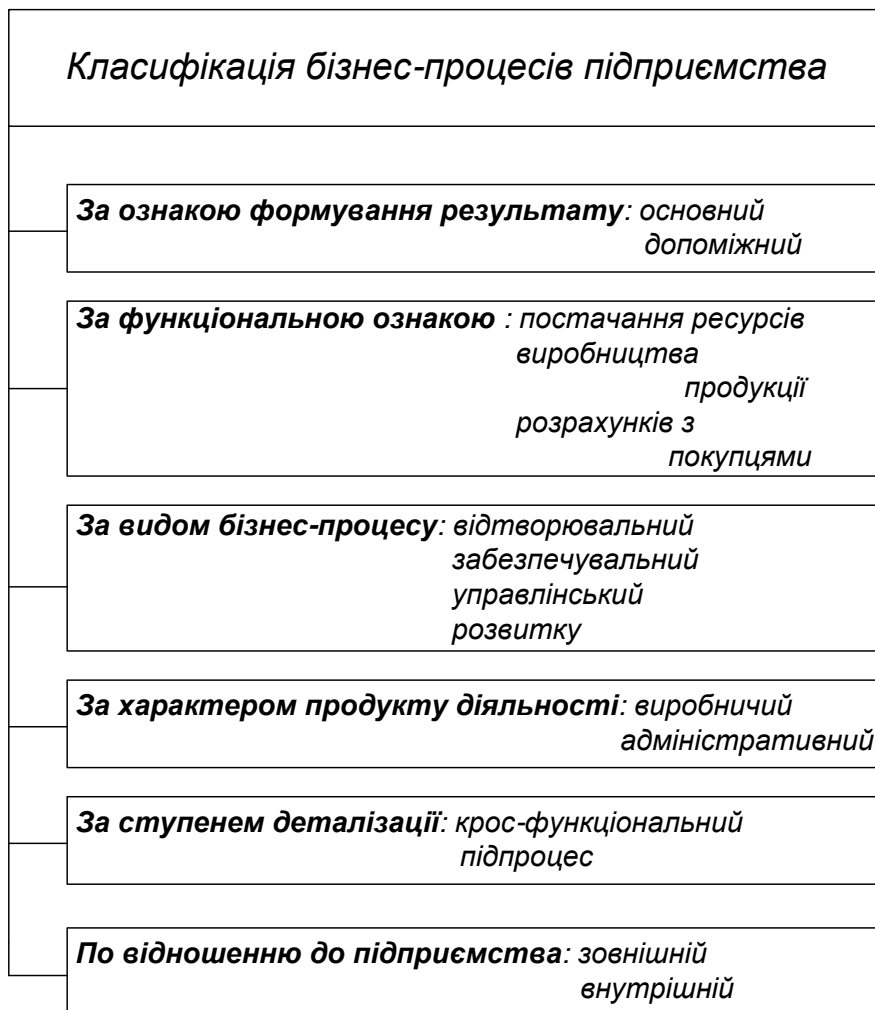 Класифікація бізнес-процесів підприємства
За ознакою формування результату: основний
допоміжний
За функціональною ознакою : постачання ресурсів
виробництва
продукції
розрахунків з
покупцями
За видом бізнес-процесу: відтворювальний
забезпечувальний
управлінський
розвитку
За характером продукту діяльності: виробничий
адміністративний
За ступенем деталізації: крос-функціональний
підпроцес
По відношенню до підприємства: зовнішній
внутрішній